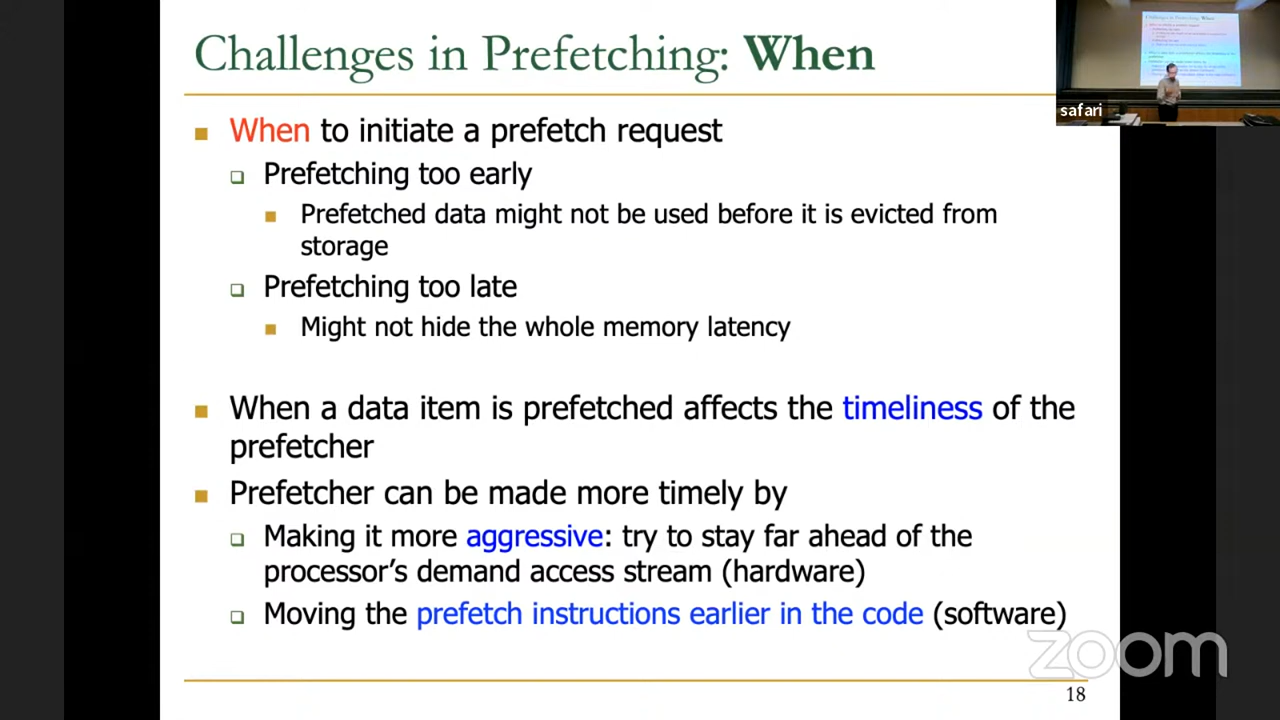 Challenges in Prefetching: When
When to initiate a prefetch request
Prefetching too early
Prefetched data might not be used before it is evicted from
storage
Prefetching too late
Might not hide the whole memory latency
When a data item is prefetched affects the timeliness of the
prefetcher
Prefetcher can be made more timely by
Making it more aggressive: try to stay far ahead of the
processor's demand access stream (hardware)
Moving the prefetch instructions earlier in the code (software)
18
safari
zoom